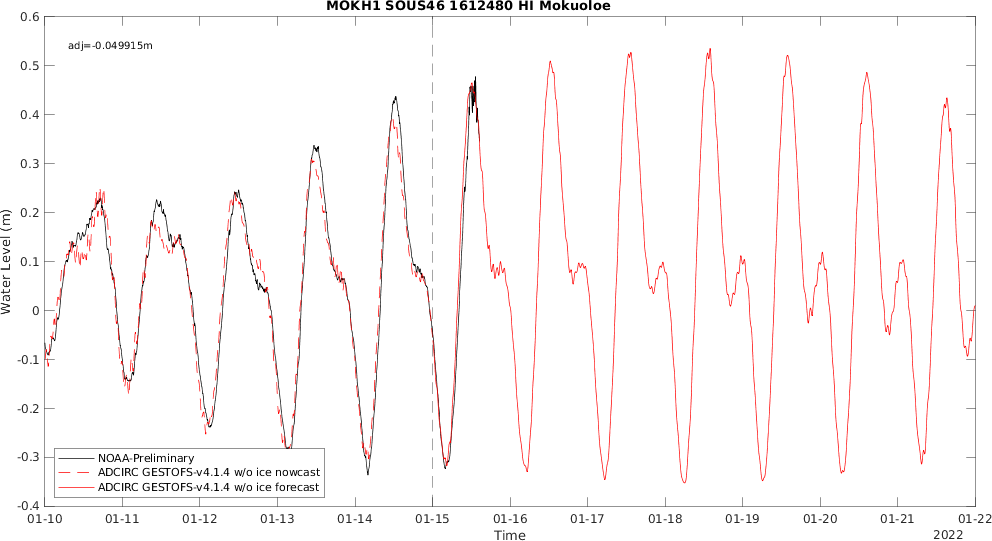 MOKH1 SOUS46 1612480 HI Mokuoloe
adj=-0.049915m
0.6
0.5
0.4
0.3
0.2
0.1
0
-0.1
-0.2
-0.3
-0.4
Water Level (m)
NOAA-Preliminary
ADCIRC GESTOFS-v4.1.4 w/o ice nowcast
ADCIRC GESTOFS-v4.1.4 w/o ice forecast
01-10 01-11 01-12 01-13 01-14 01-15 01-16 01-17 01-18 01-19 01-20 01-21 01-22
Time
2022